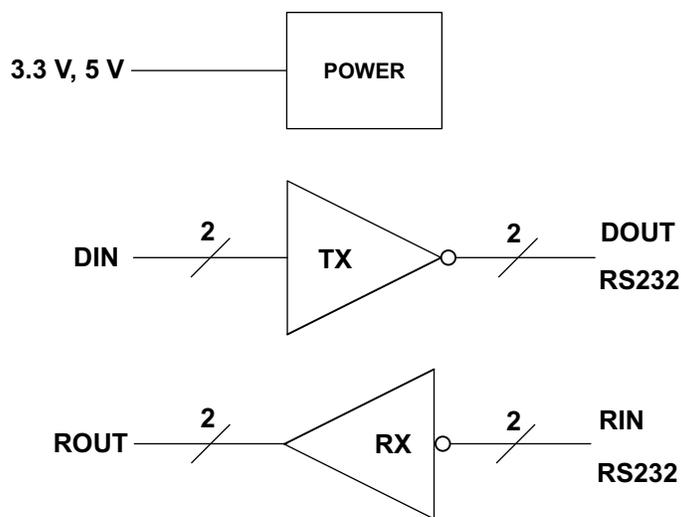 3.3 V, 5 V
POWER
DIN
2
TX
2
DOUT
RS232
ROUT
2
RX
2
RIN
RS232